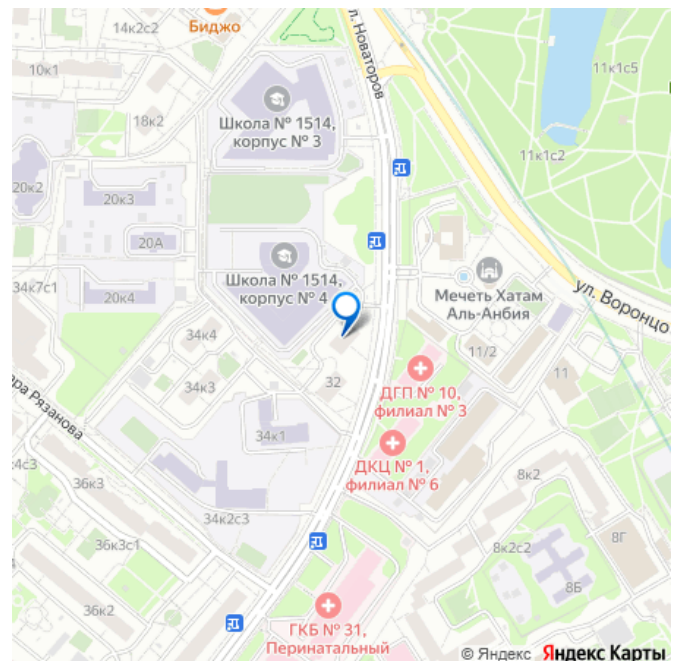 14к2с2
Биджо
ул. Новаторов
11к1с5
10к1
Школа № 1514,
корпус № 3
18к2
11к1с2
20к2
20к3
20А
34к7с1
20к4
Школа № 1514,
корпус № 4
Мечеть Хатам
Аль-Анбия
ул. Воронцо
34к4
11/2
34к3
32
11
ДГП № 10,
филиал № 3
ара Рязанова
34к1
ДКЦ № 1,
филиал № 6
к4с3
36к3
8к2
34к2с3
36к3с1
8к2с2
8Г
8Б
36к2
ГКБ № 31,
Перинатальный
© Яндекс Яндекс Карты